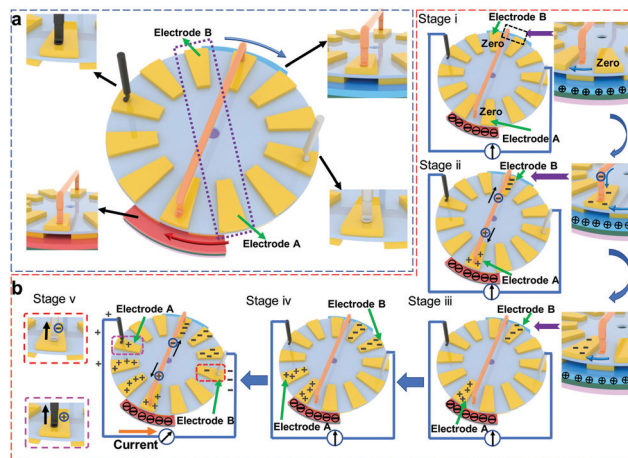 a
Electrode B
Electrode A
Stage i
Electrode B
Zero
Zero
Zero
Electrode A
Stage ii
Electrode B
Electrode A
b
Stage v
Electrode A
Electrode B
Current
Stage iv
Electrode B
Electrode A
Stage iii
Electrode B
Electrode A